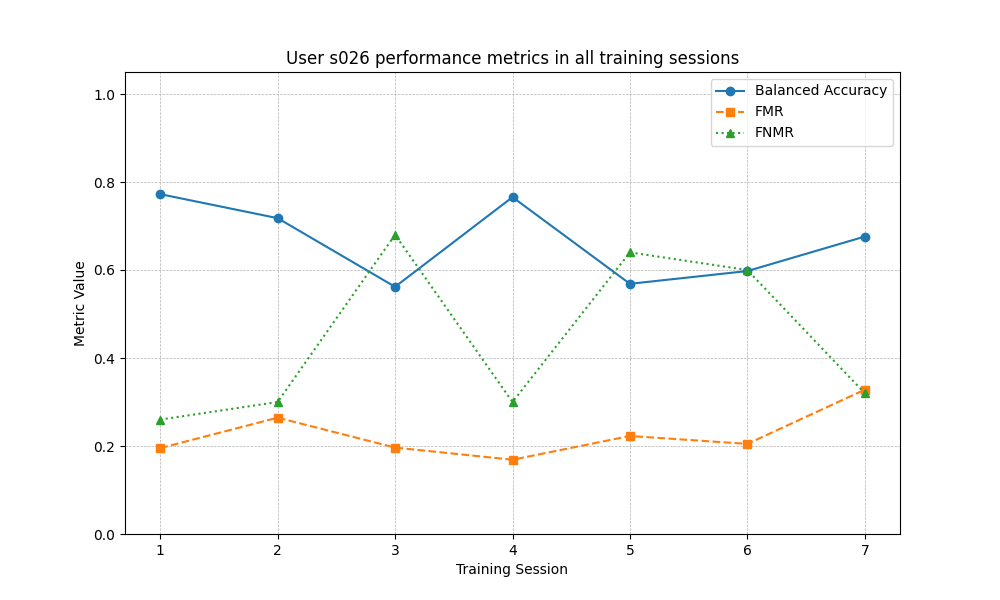 User s026 performance metrics in all training sessions
Balanced Accuracy
FMR
FNMR
Metric Value
1.0
0.8
0.6
0.4
0.2
0.0
1 2 3 4 5 6 7
Training Session